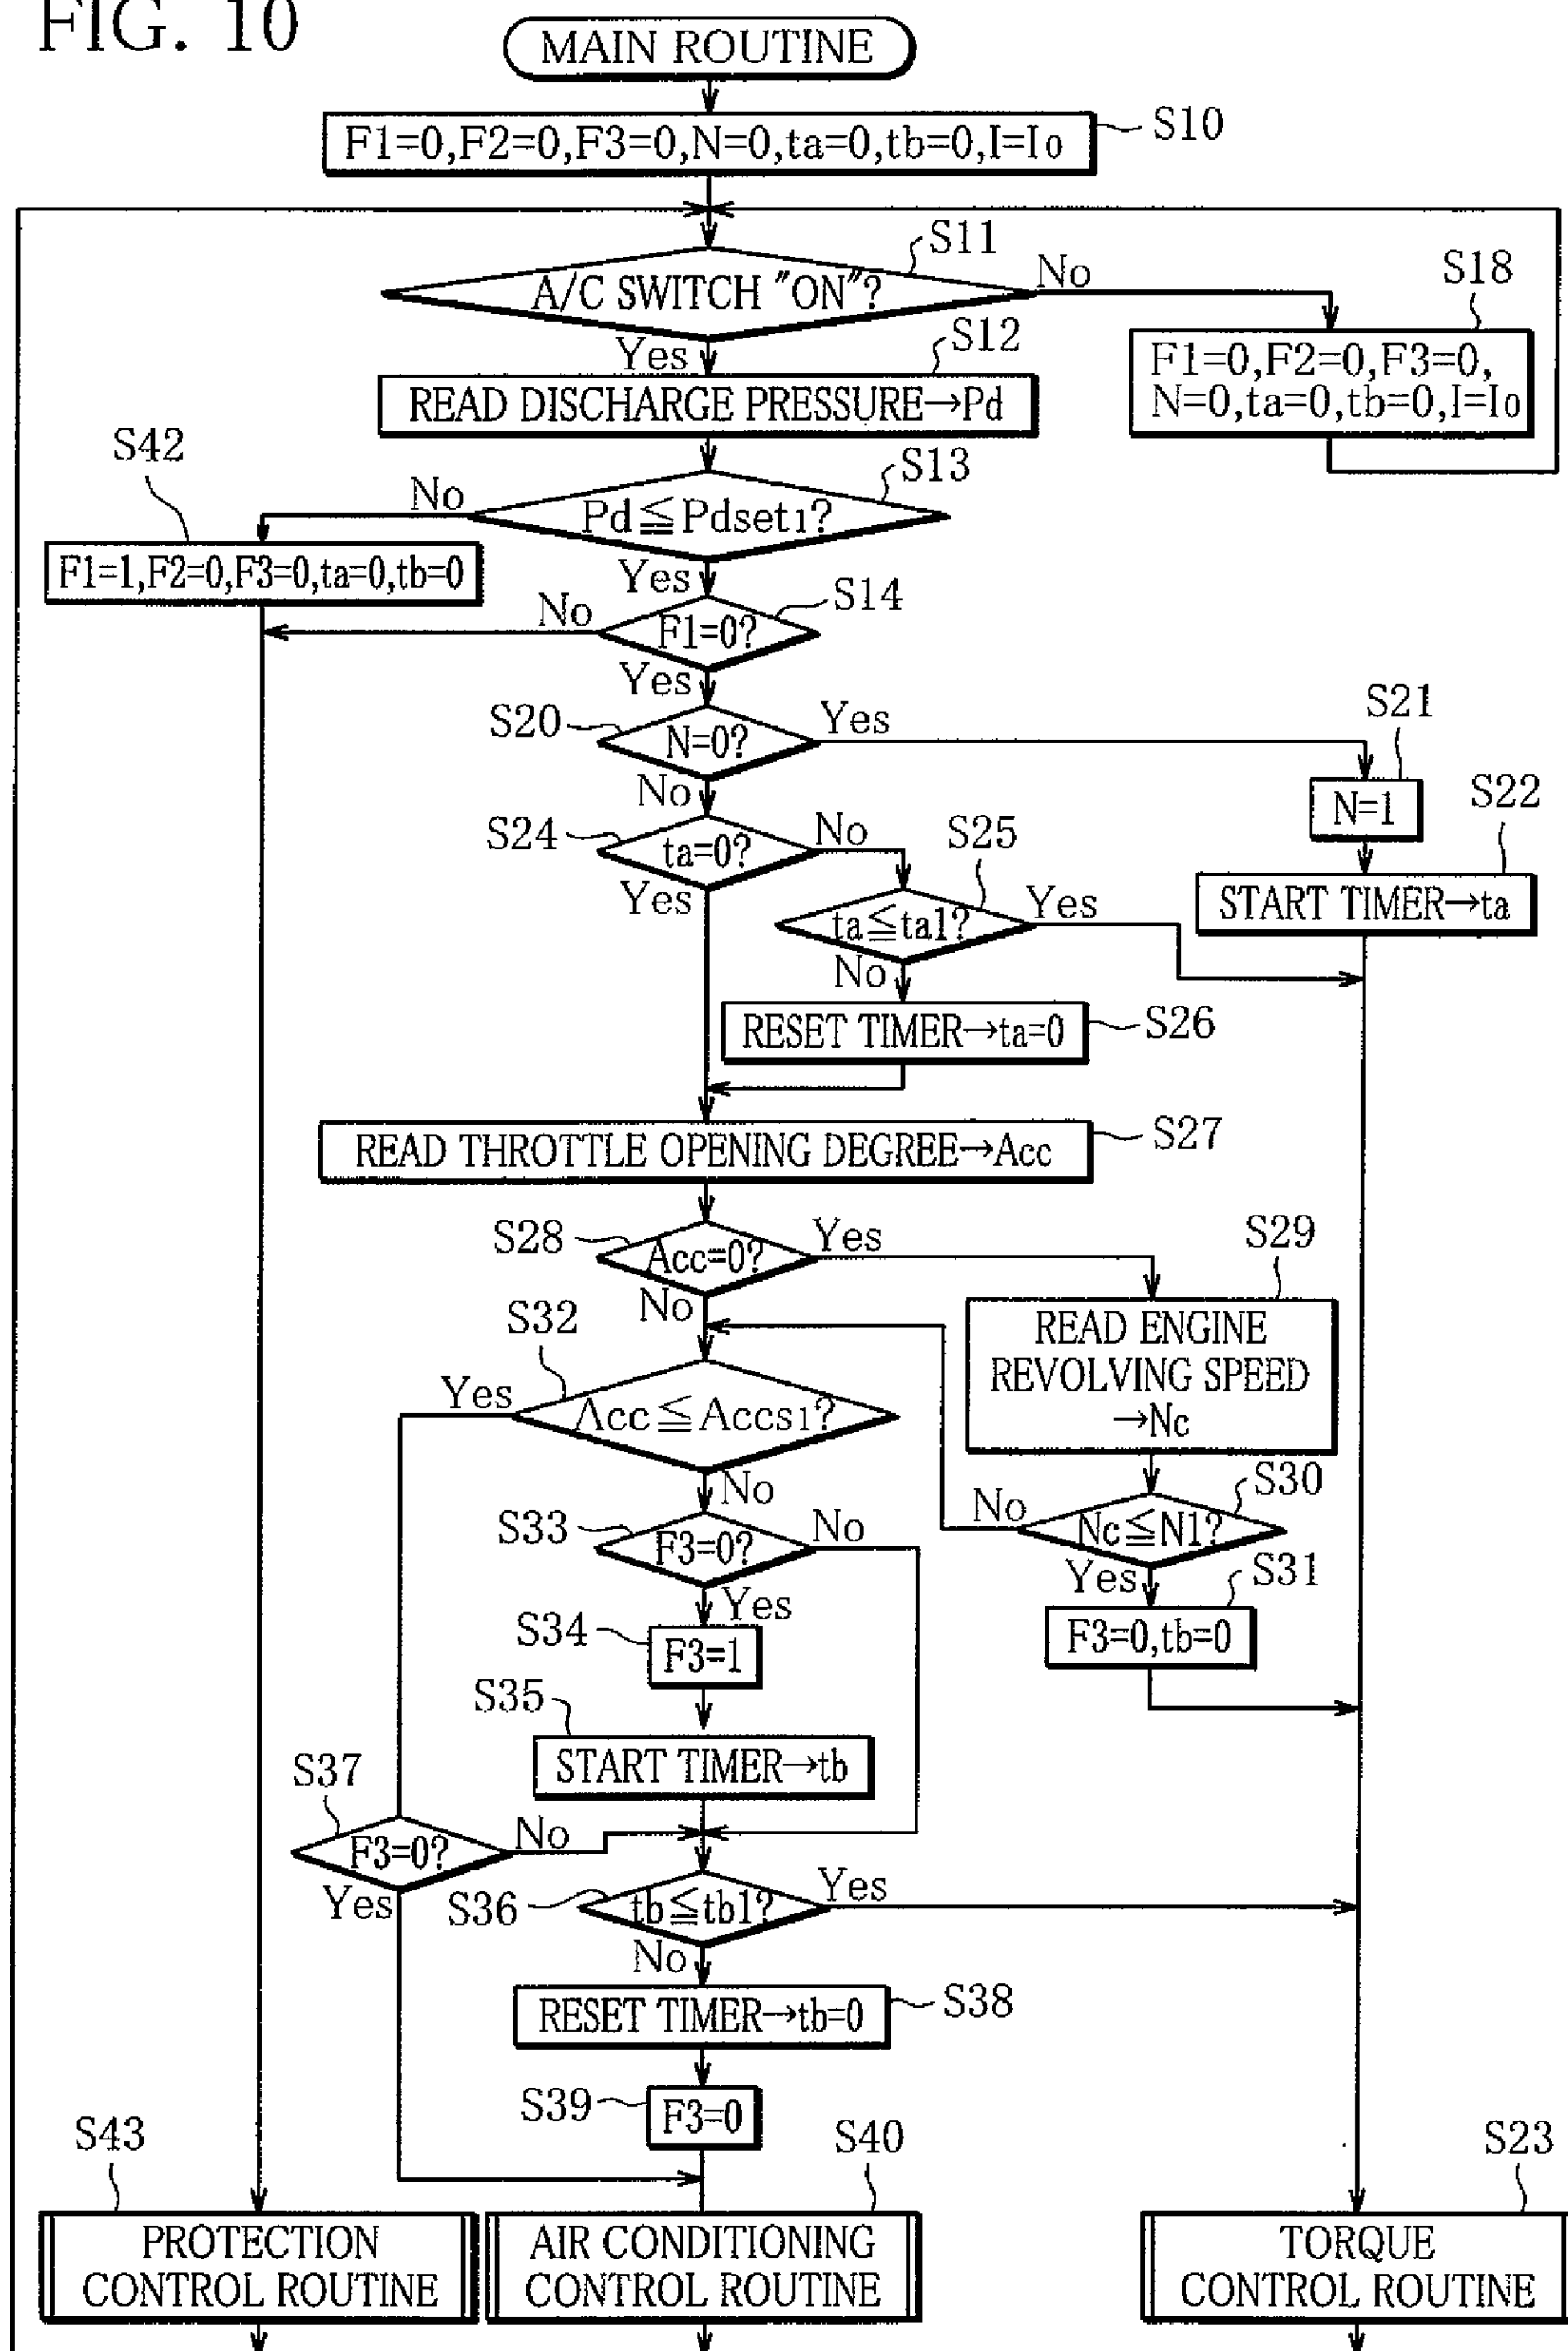 FIG. 10
MAIN ROUTINE
F1=0,F2=0,F3=0,N=0,ta=0,tb=0,I=I0
S10
S11
A/C SWITCH "ON"?
No
S18
F1=0,F2=0,F3=0,
N=0,ta=0,tb=0,I=I0
Yes
S12
READ DISCHARGE PRESSURE→Pd
S42
S13
No
Pd≦Pdset1?
F1=1,F2=0,F3=0,ta=0,tb=0
Yes
S14
No
F1=0?
Yes
S20
N=0?
Yes
S21
No
N=1
S22
S24
ta=0?
No
S25
Yes
ta≦ta1?
Yes
START TIMER→ta
No
RESET TIMER→ta=0
S26
READ THROTTLE OPENING DEGREE→Acc
S27
S28
Acc=0?
Yes
S29
No
S32
READ ENGINE
REVOLVING SPEED
→Nc
Yes
Acc≦Accs1?
No
S30
S33
F3=0?
No
No
Nc≦N1?
Yes
S31
Yes
S34
F3=1
F3=0,tb=0
S35
START TIMER→tb
S37
F3=0?
No
Yes
S36
tb≦tb1?
Yes
No
RESET TIMER→tb=0
S38
S39
F3=0
S43
S40
S23
PROTECTION
CONTROL ROUTINE
AIR CONDITIONING
CONTROL ROUTINE
TORQUE
CONTROL ROUTINE